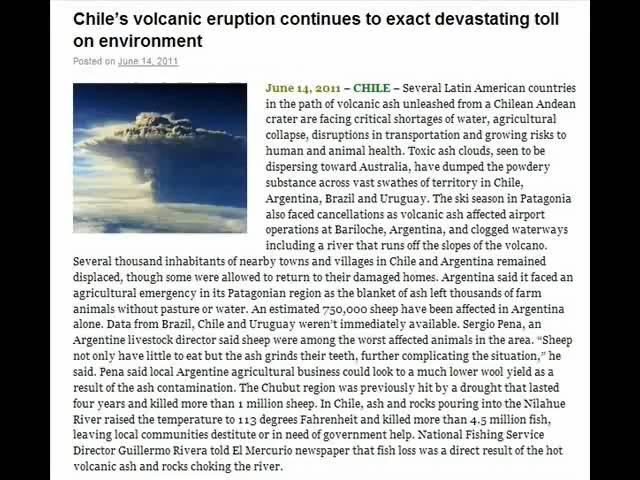 Chile's volcanic eruption continues to exact devastating toll
on environment
Posted on June 14, 2011
June 14, 2011 – CHILE – Several Latin American countries
in the path of volcanic ash unleashed from a Chilean Andean
crater are facing critical shortages of water, agricultural
collapse, disruptions in transportation and growing risks to
human and animal health. Toxic ash clouds, seen to be
dispersing toward Australia, have dumped the powdery
substance across vast swathes of territory in Chile,
Argentina, Brazil and Uruguay. The ski season in Patagonia
also faced cancellations as volcanic ash affected airport
operations at Bariloche, Argentina, and clogged waterways
including a river that runs off the slopes of the volcano.
Several thousand inhabitants of nearby towns and villages in Chile and Argentina remained
displaced, though some were allowed to return to their damaged homes. Argentina said it faced an
agricultural emergency in its Patagonian region as the blanket of ash left thousands of farm
animals without pasture or water. An estimated 750,000 sheep have been affected in Argentina
alone. Data from Brazil, Chile and Uruguay weren't immediately available. Sergio Pena, an
Argentine livestock director said sheep were among the worst affected animals in the area. "Sheep
not only have little to eat but the ash grinds their teeth, further complicating the situation," he
said. Pena said local Argentine agricultural business could look to a much lower wool yield as a
result of the ash contamination. The Chubut region was previously hit by a drought that lasted
four years and killed more than 1 million sheep. In Chile, ash and rocks pouring into the Nilahue
River raised the temperature to 113 degrees Fahrenheit and killed more than 4.5 million fish,
leaving local communities destitute or in need of government help. National Fishing Service
Director Guillermo Rivera told El Mercurio newspaper that fish loss was a direct result of the hot
volcanic ash and rocks choking the river.